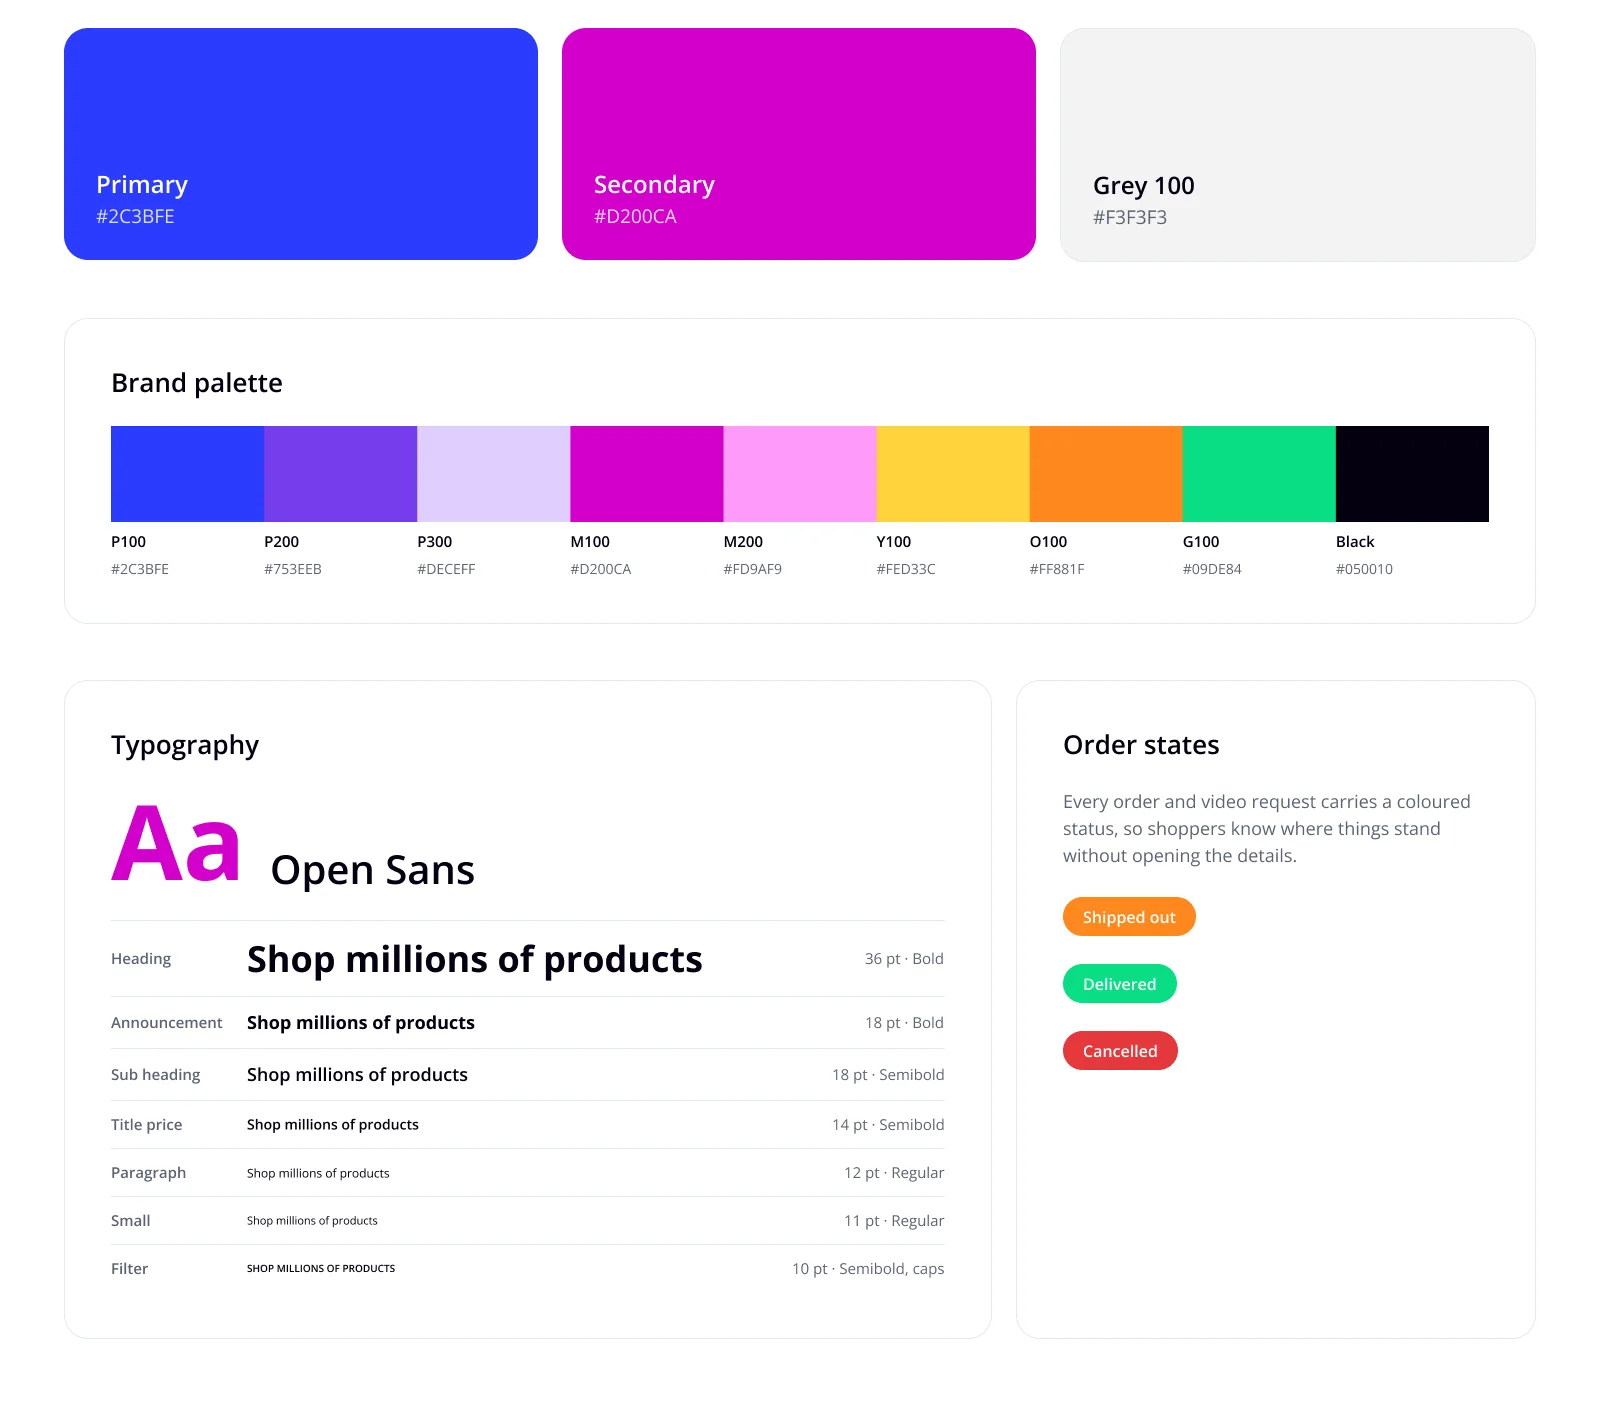 Primary
#2C3BFE
Secondary
#D200CA
Grey 100
#F3F3F3
Brand palette
P100
#2C3BFE
P200
#753EEB
P300
#DECEFF
M100
#D200CA
M200
#FD9AF9
Y100
#FED33C
O100
#FF881F
G100
#09DE84
Black
#050010
Typography
Aa Open Sans
Heading Shop millions of products 36 pt · Bold
Announcement Shop millions of products 18 pt · Bold
Sub heading Shop millions of products 18 pt · Semibold
Title price Shop millions of products 14 pt · Semibold
Paragraph Shop millions of products 12 pt · Regular
Small Shop millions of products 11 pt · Regular
Filter SHOP MILLIONS OF PRODUCTS 10 pt · Semibold, caps
Order states
Every order and video request carries a coloured
status, so shoppers know where things stand
without opening the details.
Shipped out
Delivered
Cancelled